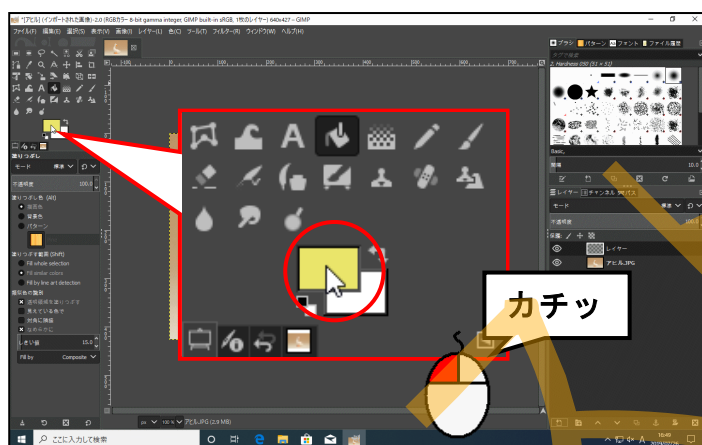 *[アヒル] (インポートされた画像)-2.0 (RGBカラー 8-bit gamma integer, GIMP built-in sRGB, 1枚のレイヤー) 640x427 – GIMP
ファイル(F) 編集(E) 選択(S) 表示(V) 画像(I) レイヤー(L) 色(C) ツール(T) フィルター(R) ウィンドウ(W) ヘルプ(H)
ブラシ パターン フォント ファイル履歴
2. Hardness 050 (51 × 51)
Basic,
間隔 10.0
塗りつぶし
モード 標準
不透明度 100.0
塗りつぶし色 (Alt)
描画色
背景色
パターン
塗りつぶす範囲 (Shift)
Fill whole selection
Fill similar colors
Fill by line art detection
類似色の識別
透明領域も塗りつぶす
見えている色で
対角に隣接
なめらかに
しきい値 15.0
Fill by Composite
レイヤー チャンネル パス
モード 標準
不透明度 100.0
保護:
レイヤー
アヒル.JPG
カチッ
px 100 % アヒル.JPG (2.9 MB)
ここに入力して検索
A 16:49